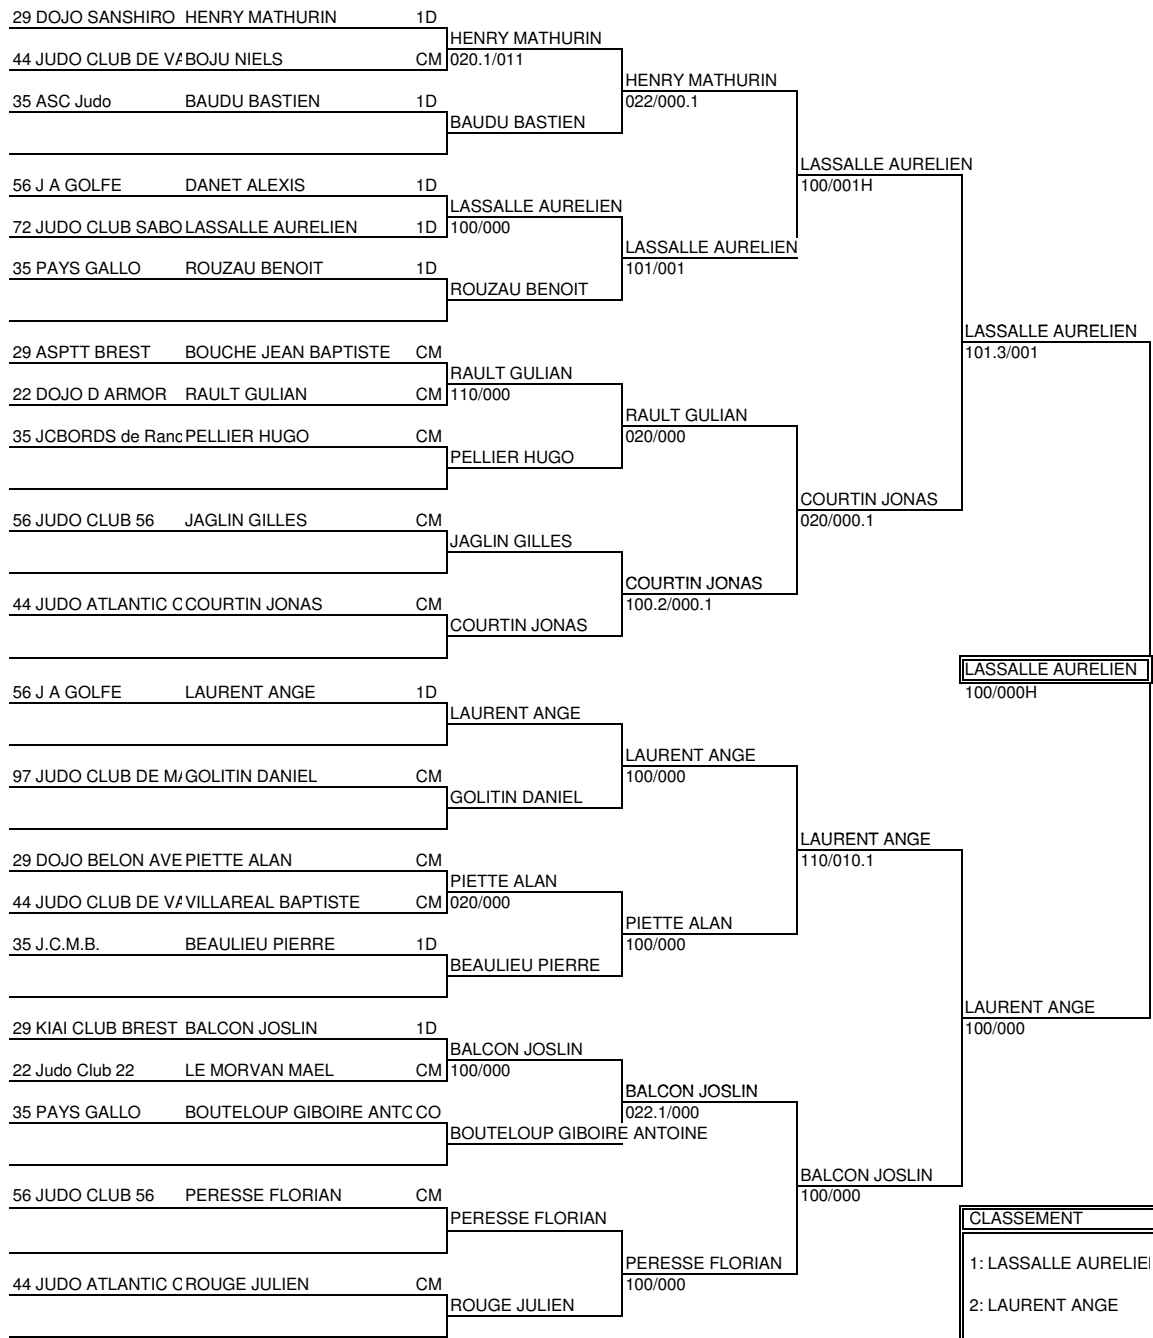 29 DOJO SANSHIRO HENRY MATHURIN 1D
HENRY MATHURIN
44 JUDO CLUB DE VA BOJU NIELS CM 020.1/011
HENRY MATHURIN
35 ASC Judo BAUDU BASTIEN 1D 022/000.1
BAUDU BASTIEN
LASSALLE AURELIEN
56 J A GOLFE DANET ALEXIS 1D 100/001H
LASSALLE AURELIEN
72 JUDO CLUB SABO LASSALLE AURELIEN 1D 100/000
LASSALLE AURELIEN
35 PAYS GALLO ROUZAU BENOIT 1D 101/001
ROUZAU BENOIT
LASSALLE AURELIEN
29 ASPTT BREST BOUCHE JEAN BAPTISTE CM 101.3/001
RAULT GULIAN
22 DOJO D ARMOR RAULT GULIAN CM 110/000
RAULT GULIAN
35 JCBORDS de Ranc PELLIER HUGO CM 020/000
PELLIER HUGO
COURTIN JONAS
56 JUDO CLUB 56 JAGLIN GILLES CM 020/000.1
JAGLIN GILLES
COURTIN JONAS
44 JUDO ATLANTIC C COURTIN JONAS CM 100.2/000.1
COURTIN JONAS
LASSALLE AURELIEN
56 J A GOLFE LAURENT ANGE 1D 100/000H
LAURENT ANGE
LAURENT ANGE
97 JUDO CLUB DE MA GOLITIN DANIEL CM 100/000
GOLITIN DANIEL
LAURENT ANGE
29 DOJO BELON AVE PIETTE ALAN CM 110/010.1
PIETTE ALAN
44 JUDO CLUB DE VA VILLAREAL BAPTISTE CM 020/000
PIETTE ALAN
35 J.C.M.B. BEAULIEU PIERRE 1D 100/000
BEAULIEU PIERRE
LAURENT ANGE
29 KIAI CLUB BREST BALCON JOSLIN 1D 100/000
BALCON JOSLIN
22 Judo Club 22 LE MORVAN MAEL CM 100/000
BALCON JOSLIN
35 PAYS GALLO BOUTELOUP GIBOIRE ANTO CO 022.1/000
BOUTELOUP GIBOIRE ANTOINE
BALCON JOSLIN
56 JUDO CLUB 56 PERESSE FLORIAN CM 100/000
PERESSE FLORIAN CLASSEMENT
PERESSE FLORIAN 1: LASSALLE AURELIE
44 JUDO ATLANTIC C ROUGE JULIEN CM 100/000
ROUGE JULIEN 2: LAURENT ANGE